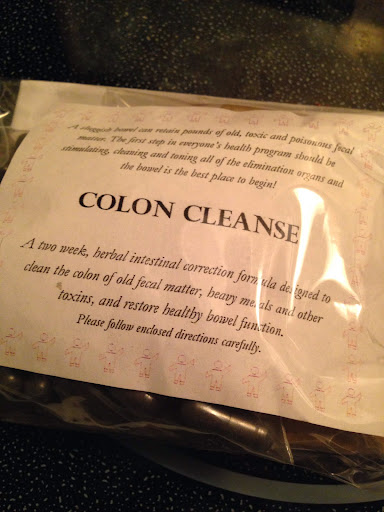 A sluggish bowel can retain pounds of old, toxic and poisonous fecal
matter. The first step in everyone's health program should be
stimulating, cleaning and toning all of the elimination organs and
the bowel is the best place to begin!
COLON CLEANSE
A two week, herbal intestinal correction formula designed to
clean the colon of old fecal matter, heavy metals and other
toxins, and restore healthy bowel function.
Please follow enclosed directions carefully.